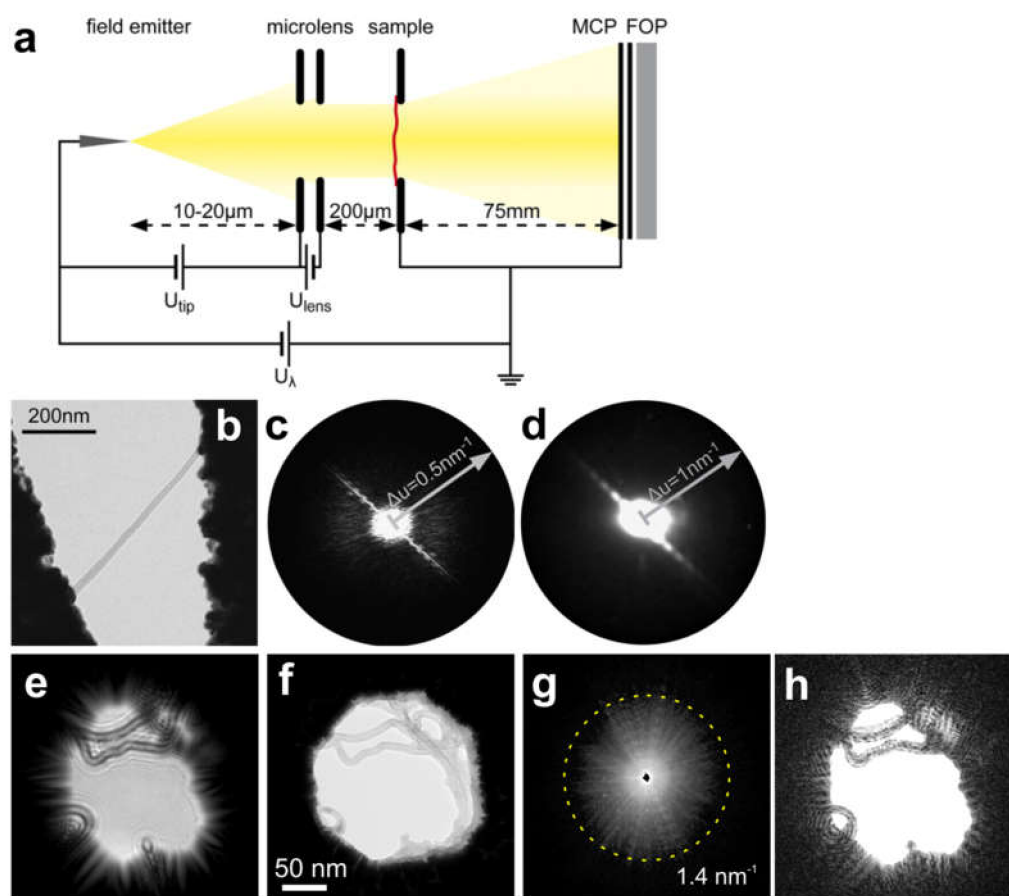 a
field emitter microlens sample MCP FOP
10-20μm 200μm 75mm
U_tip U_lens
U_λ
200nm b c Δu=0.5nm⁻¹ d Δu=1nm⁻¹
e f g h
50 nm 1.4 nm⁻¹